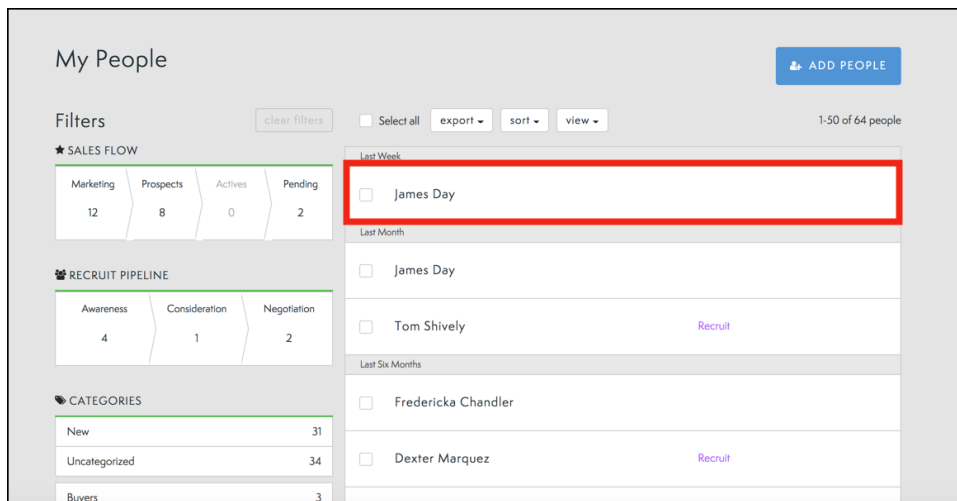 My People
ADD PEOPLE
Filters
clear filters
Select all
export
sort
view
1-50 of 64 people
SALES FLOW
Marketing
Prospects
Actives
Pending
12
8
0
2
RECRUIT PIPELINE
Awareness
Consideration
Negotiation
4
1
2
CATEGORIES
New 31
Uncategorized 34
Buyers 3
Last Week
James Day
Last Month
James Day
Tom Shively Recruit
Last Six Months
Fredericka Chandler
Dexter Marquez Recruit